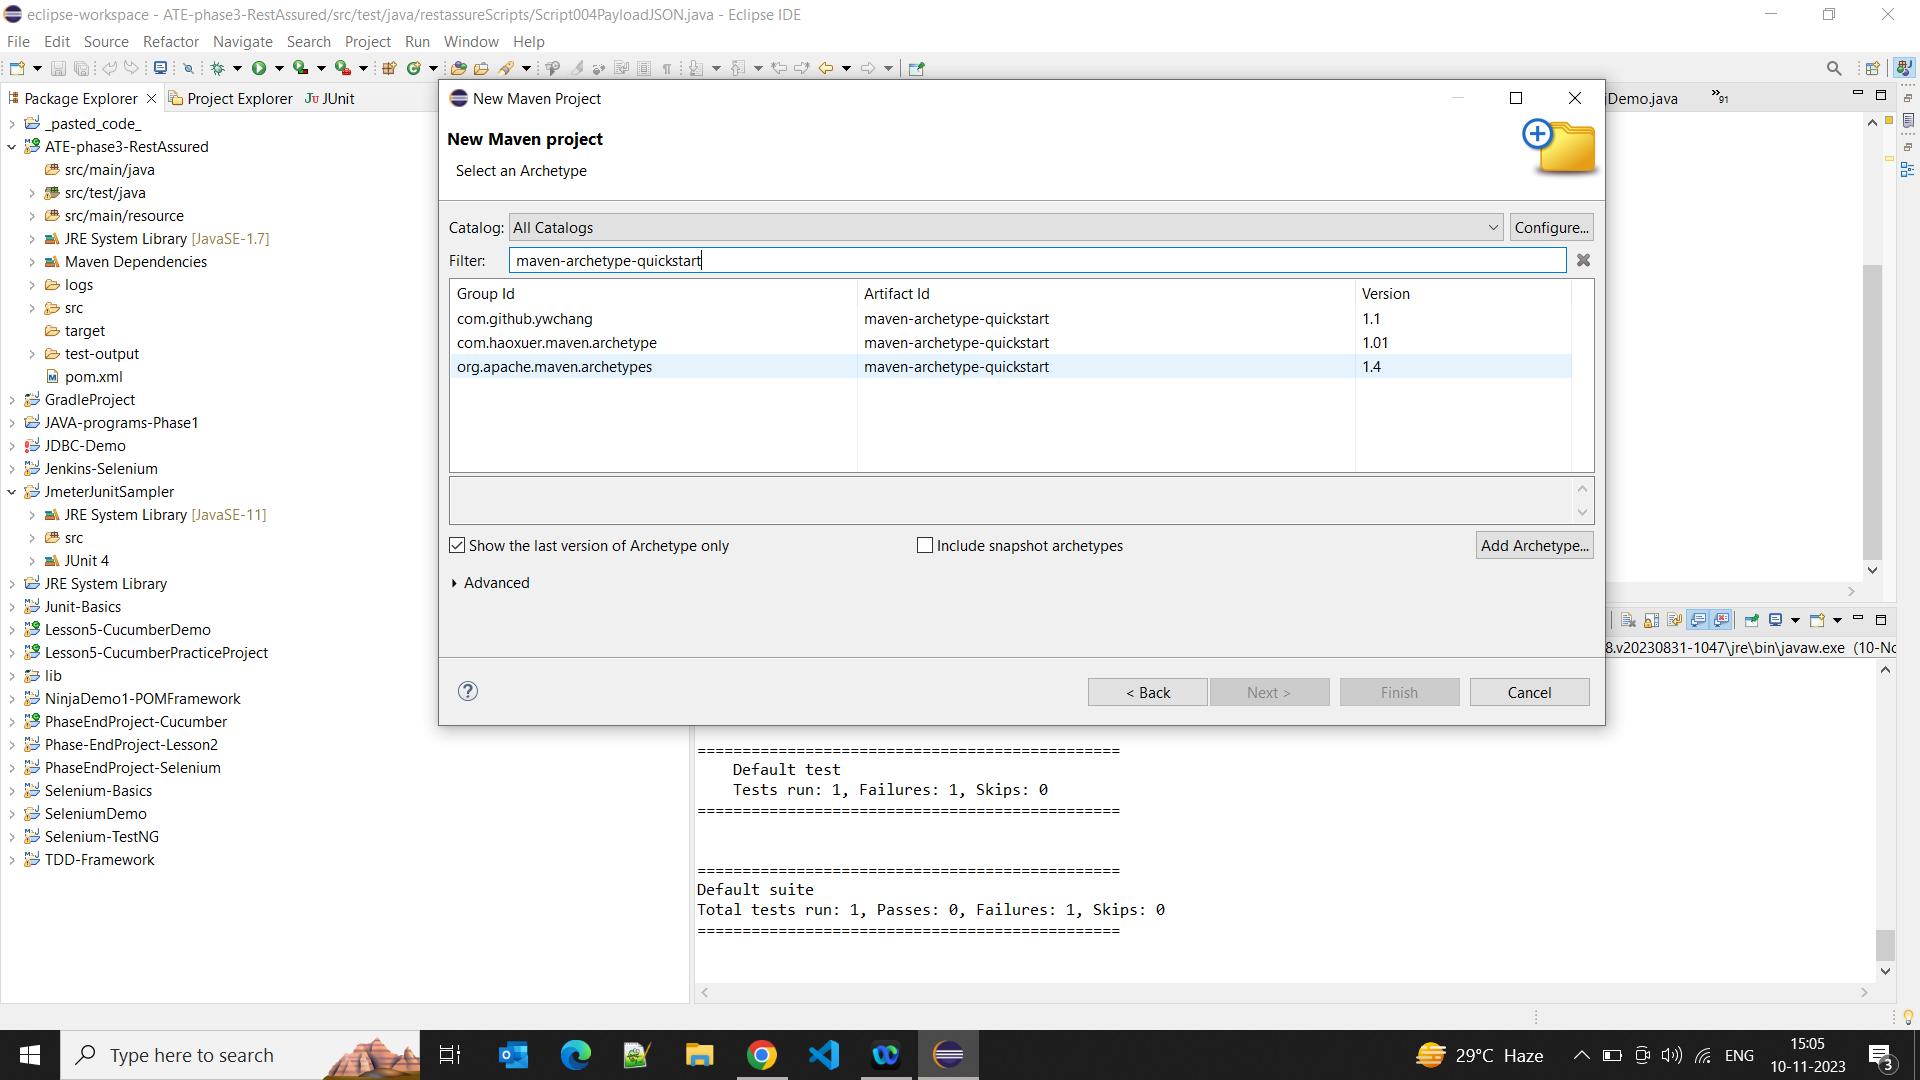 eclipse-workspace - ATE-phase3-RestAssured/src/test/java/restassureScripts/Script004PayloadJSON.java - Eclipse IDE
File Edit Source Refactor Navigate Search Project Run Window Help
Package Explorer Project Explorer JUnit
_pasted_code_
ATE-phase3-RestAssured
src/main/java
src/test/java
src/main/resource
JRE System Library [JavaSE-1.7]
Maven Dependencies
logs
src
target
test-output
pom.xml
GradleProject
JAVA-programs-Phase1
JDBC-Demo
Jenkins-Selenium
JmeterJunitSampler
JRE System Library [JavaSE-11]
src
JUnit 4
JRE System Library
Junit-Basics
Lesson5-CucumberDemo
Lesson5-CucumberPracticeProject
lib
NinjaDemo1-POMFramework
PhaseEndProject-Cucumber
Phase-EndProject-Lesson2
PhaseEndProject-Selenium
Selenium-Basics
SeleniumDemo
Selenium-TestNG
TDD-Framework
New Maven Project
New Maven project
Select an Archetype
Catalog: All Catalogs Configure...
Filter: maven-archetype-quickstart
Group Id Artifact Id Version
com.github.ywchang maven-archetype-quickstart 1.1
com.haoxuer.maven.archetype maven-archetype-quickstart 1.01
org.apache.maven.archetypes maven-archetype-quickstart 1.4
Show the last version of Archetype only Include snapshot archetypes Add Archetype...
Advanced
< Back Next > Finish Cancel
iDemo.java »91
8.v20230831-1047\jre\bin\javaw.exe (10-Nc
===============================================
Default test
Tests run: 1, Failures: 1, Skips: 0
===============================================
===============================================
Default suite
Total tests run: 1, Passes: 0, Failures: 1, Skips: 0
===============================================
Type here to search
29°C Haze
ENG
15:05
10-11-2023
3